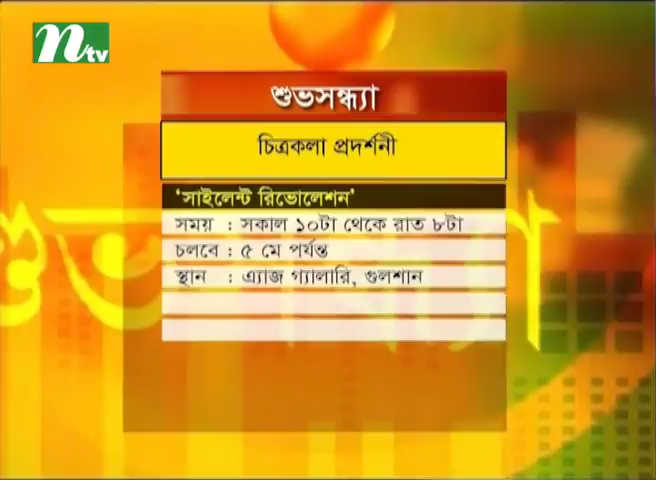 ntv
শুভসন্ধ্যা
চিত্রকলা প্রদর্শনী
‘সাইলেন্ট রিভোলেশন’
সময় : সকাল ১০টা থেকে রাত ৮টা
চলবে : ৫ মে পর্যন্ত
স্থান : এ্যাজ গ্যালারি, গুলশান